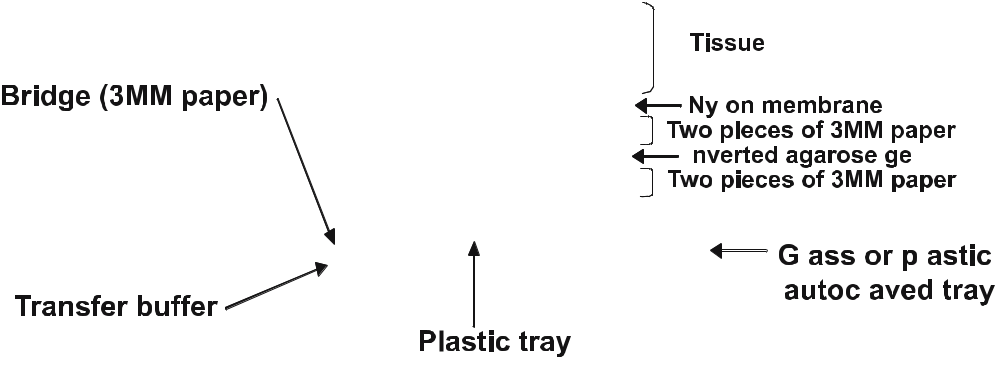 Tissue
Bridge (3MM paper)
Ny on membrane
Two pieces of 3MM paper
nverted agarose ge
Two pieces of 3MM paper
G ass or p astic
autoc aved tray
Transfer buffer
Plastic tray